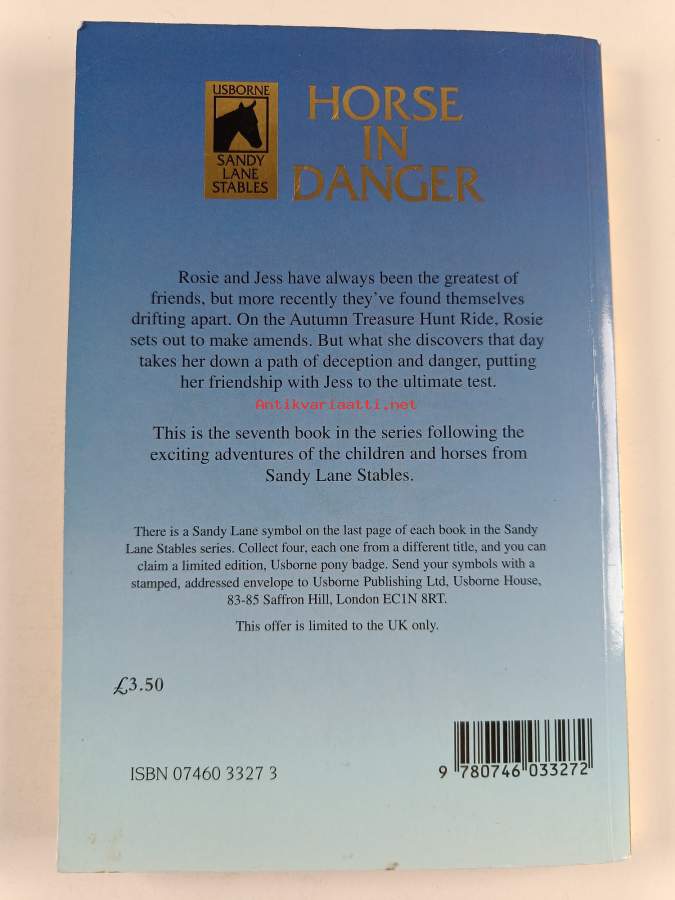 USBORNE
SANDY
LANE
STABLES
HORSE
IN
DANGER
Rosie and Jess have always been the greatest of
friends, but more recently they've found themselves
drifting apart. On the Autumn Treasure Hunt Ride, Rosie
sets out to make amends. But what she discovers that day
takes her down a path of deception and danger, putting
her friendship with Jess to the ultimate test.
Antikvariaatti.net
This is the seventh book in the series following the
exciting adventures of the children and horses from
Sandy Lane Stables.
There is a Sandy Lane symbol on the last page of each book in the Sandy
Lane Stables series. Collect four, each one from a different title, and you can
claim a limited edition, Usborne pony badge. Send your symbols with a
stamped, addressed envelope to Usborne Publishing Ltd, Usborne House,
83-85 Saffron Hill, London EC1N 8RT.
This offer is limited to the UK only.
£3.50
ISBN 07460 3327 3
9 780746 033272